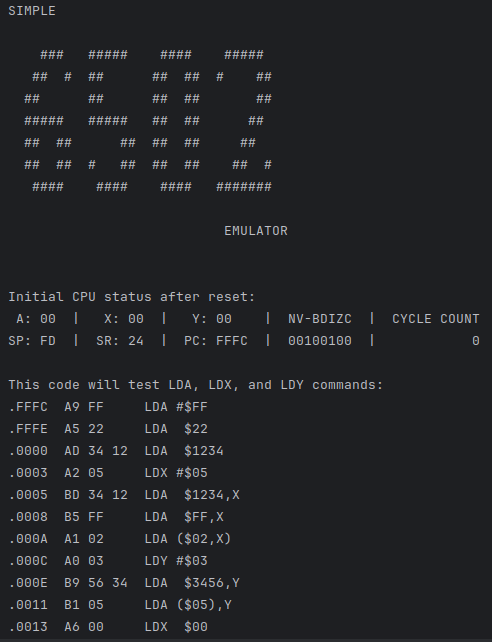 SIMPLE
    ###   #####    ####    #####
   ##  #  ##      ##  ##  #    ##
  ##      ##      ##  ##       ##
  #####   #####   ##  ##      ##
  ##  ##      ##  ##  ##     ##
  ##  ##  #   ##  ##  ##    ##  #
   ####    ####    ####   #######
                           EMULATOR
Initial CPU status after reset:
 A: 00  |   X: 00  |   Y: 00    |  NV-BDIZC  |  CYCLE COUNT
SP: FD  |  SR: 24  |  PC: FFFC  |  00100100  |            0
This code will test LDA, LDX, and LDY commands:
.FFFC  A9 FF     LDA #$FF
.FFFE  A5 22     LDA  $22
.0000  AD 34 12  LDA  $1234
.0003  A2 05     LDX #$05
.0005  BD 34 12  LDA  $1234,X
.0008  B5 FF     LDA  $FF,X
.000A  A1 02     LDA ($02,X)
.000C  A0 03     LDY #$03
.000E  B9 56 34  LDA  $3456,Y
.0011  B1 05     LDA ($05),Y
.0013  A6 00     LDX  $00